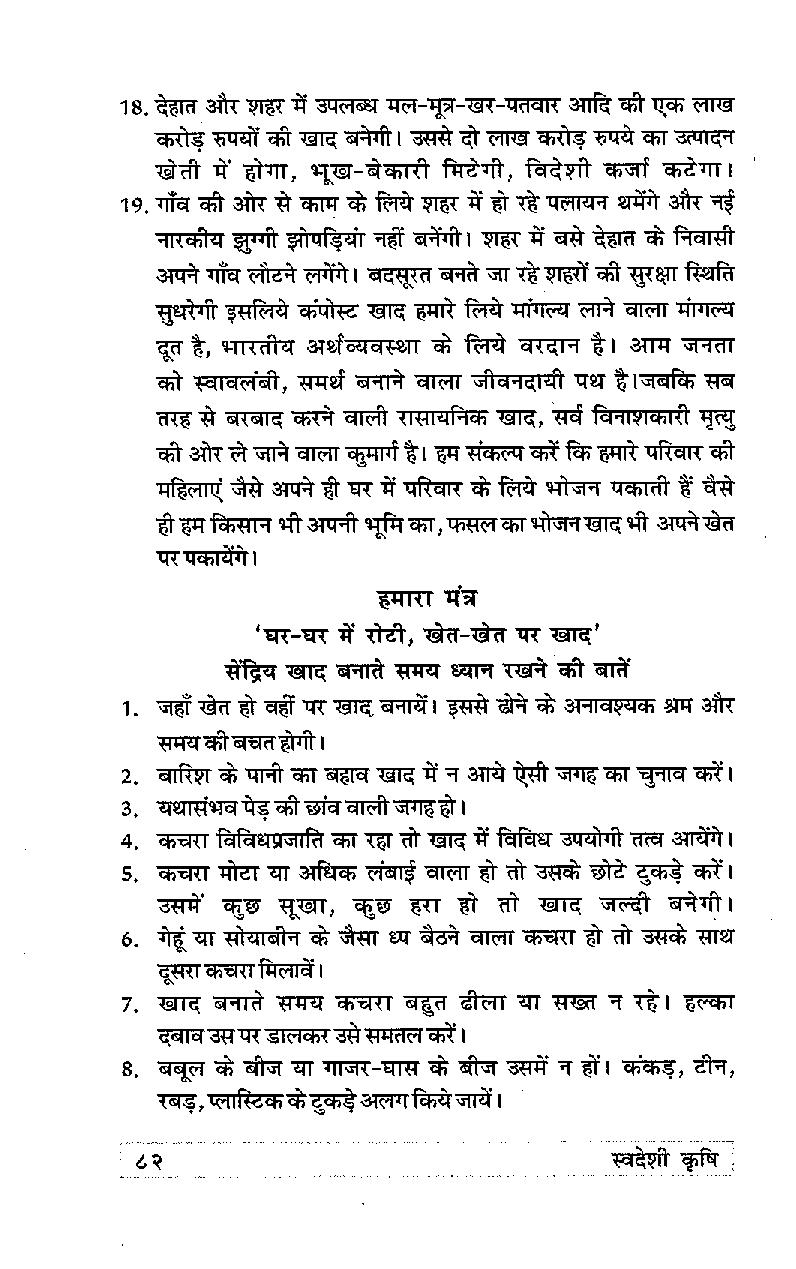 18. देहात और शहर में उपलब्ध मल-मूत्र-खर-पतवार आदि की एक लाख
करोड़ रुपयों की खाद बनेगी। उससे दो लाख करोड़ रुपये का उत्पादन
खेती में होगा, भूख-बेकारी मिटेगी, विदेशी कर्जा कटेगा।
19. गाँव की ओर से काम के लिये शहर में हो रहे पलायन थमेंगे और नई
नारकीय झुग्गी झोपड़ियां नहीं बनेंगी। शहर में बसे देहात के निवासी
अपने गाँव लौटने लगेंगे। बदसूरत बनते जा रहे शहरों की सुरक्षा स्थिति
सुधरेगी इसलिये कंपोस्ट खाद हमारे लिये मांगल्य लाने वाला मांगल्य
दूत है, भारतीय अर्थव्यवस्था के लिये वरदान है। आम जनता
को स्वावलंबी, समर्थ बनाने वाला जीवनदायी पथ है।जबकि सब
तरह से बरबाद करने वाली रासायनिक खाद, सर्व विनाशकारी मृत्यु
की ओर ले जाने वाला कुमार्ग है। हम संकल्प करें कि हमारे परिवार की
महिलाएं जैसे अपने ही घर में परिवार के लिये भोजन पकाती हैं वैसे
ही हम किसान भी अपनी भूमि का, फसल का भोजन खाद भी अपने खेत
पर पकायेंगे।
हमारा मंत्र
'घर-घर में रोटी, खेत-खेत पर खाद'
सेंद्रिय खाद बनाते समय ध्यान रखने की बातें
1. जहाँ खेत हो वहीं पर खाद बनायें। इससे ढोने के अनावश्यक श्रम और
समय की बचत होगी।
2. बारिश के पानी का बहाव खाद में न आये ऐसी जगह का चुनाव करें।
3. यथासंभव पेड़ की छांव वाली जगह हो।
4. कचरा विविधप्रजाति का रहा तो खाद में विविध उपयोगी तत्व आयेंगे।
5. कचरा मोटा या अधिक लंबाई वाला हो तो उसके छोटे टुकड़े करें।
उसमें कुछ सूखा, कुछ हरा हो तो खाद जल्दी बनेगी।
6. गेहूं या सोयाबीन के जैसा ध्प बैठने वाला कचरा हो तो उसके साथ
दूसरा कचरा मिलावें।
7. खाद बनाते समय कचरा बहुत ढीला या सख्त न रहे। हल्का
दबाव उस पर डालकर उसे समतल करें।
8. बबूल के बीज या गाजर-घास के बीज उसमें न हों। कंकड़, टीन,
रबड़, प्लास्टिक के टुकड़े अलग किये जायें।
८२ स्वदेशी कृषि